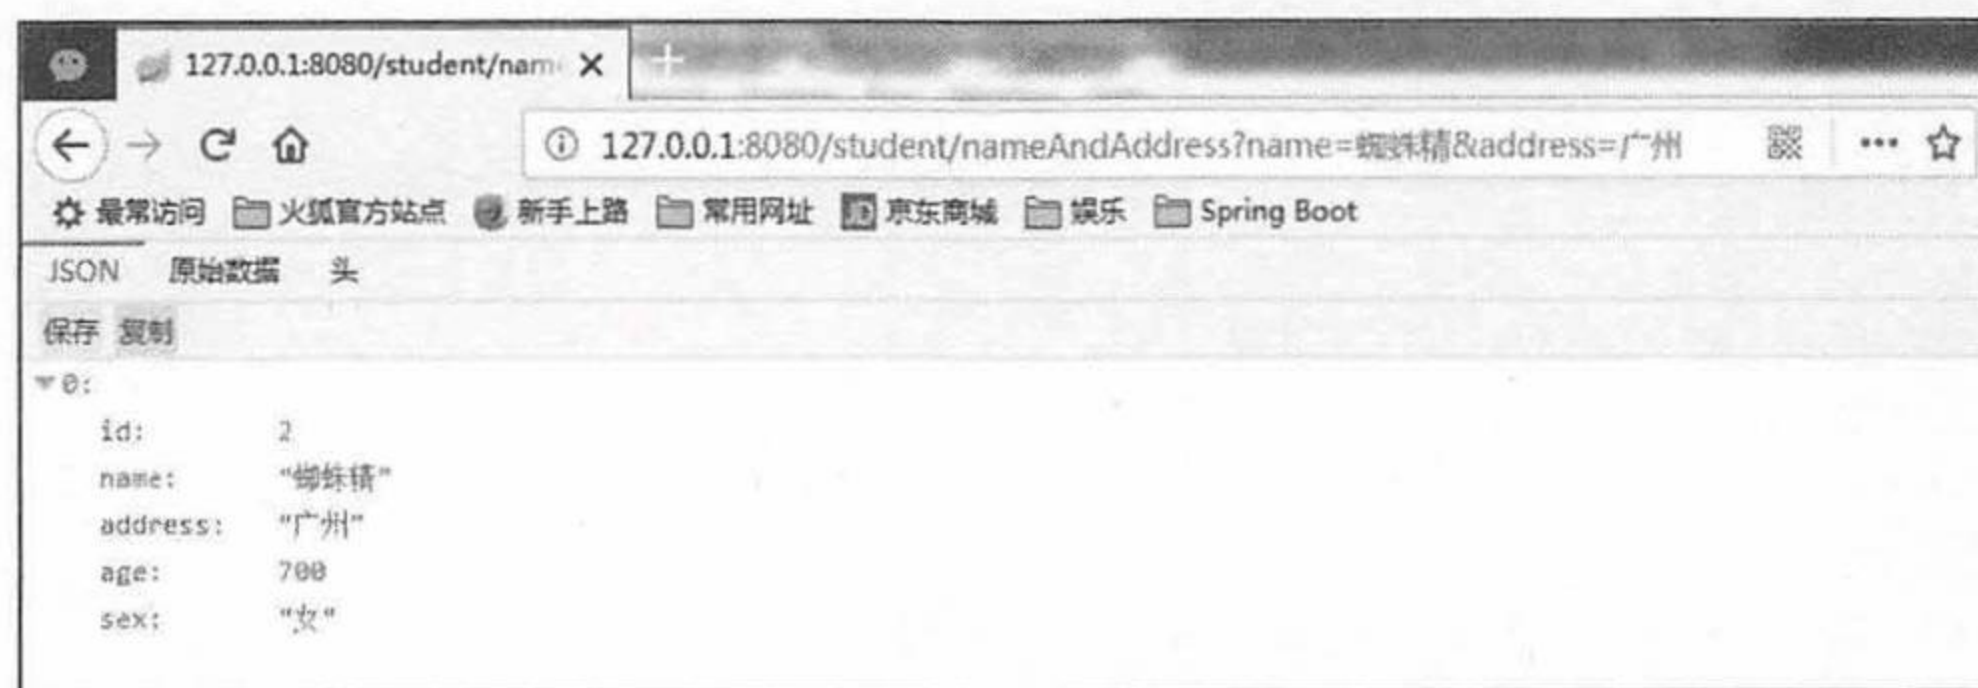 127.0.0.1:8080/student/nam
127.0.0.1:8080/student/nameAndAddress?name=蜘蛛精&address=广州
最常访问 火狐官方站点 新手上路 常用网址 京东商城 娱乐 Spring Boot
JSON 原始数据 头
保存 复制
0:
id: 2
name: "蜘蛛精"
address: "广州"
age: 700
sex: "女"